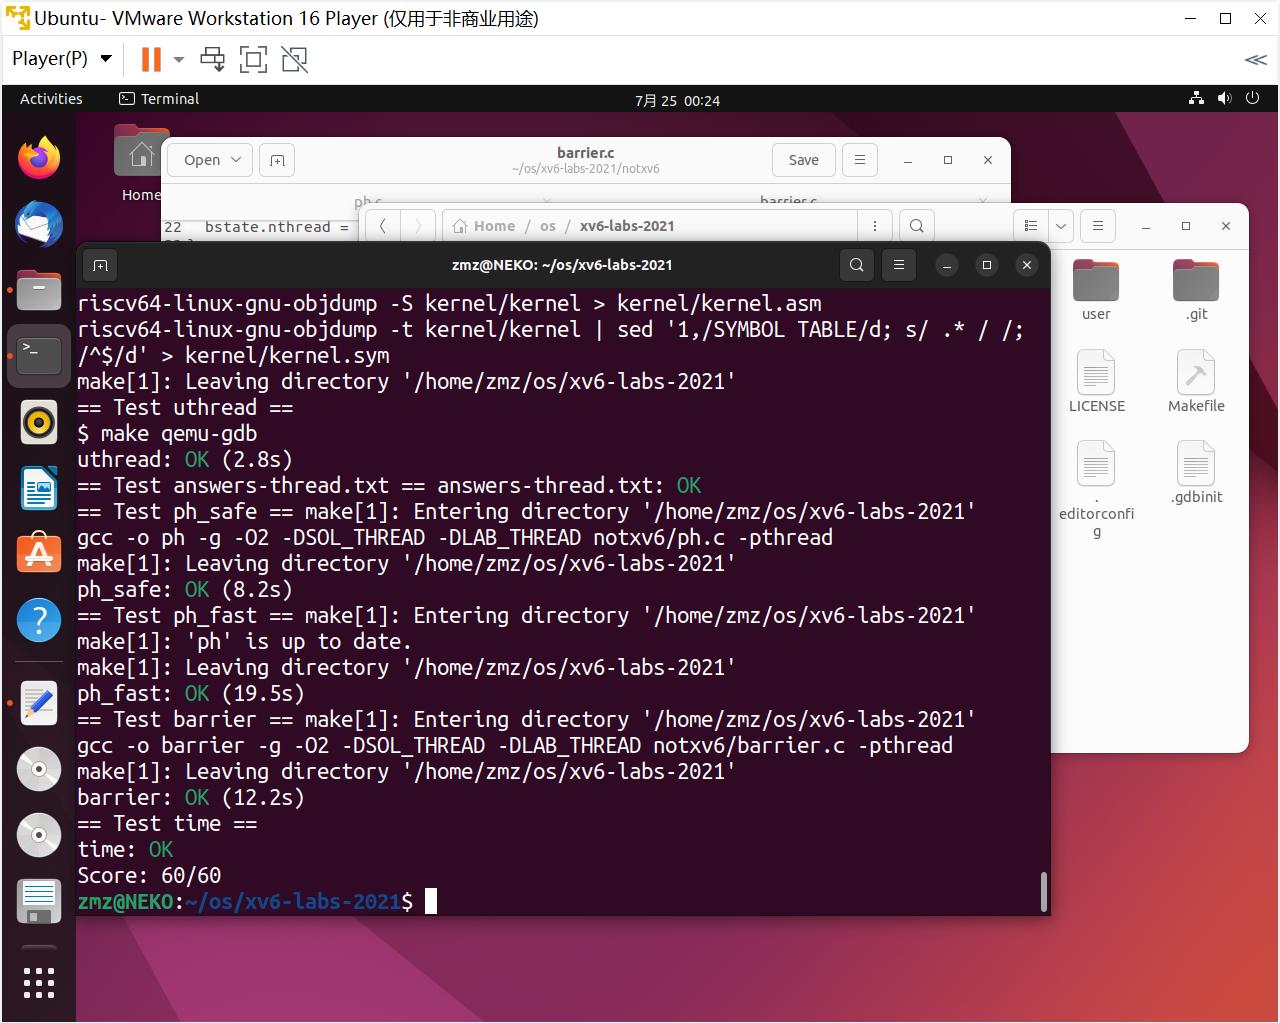 Ubuntu- VMware Workstation 16 Player (仅用于非商业用途)
Player(P)
Activities
Terminal
7月 25 00:24
Home
Open
barrier.c
~/os/xv6-labs-2021/notxv6
Save
ph.c
barrier.c
22 bstate.nthread =
Home / os / xv6-labs-2021
zmz@NEKO: ~/os/xv6-labs-2021
riscv64-linux-gnu-objdump -S kernel/kernel > kernel/kernel.asm
riscv64-linux-gnu-objdump -t kernel/kernel | sed '1,/SYMBOL TABLE/d; s/ .* / /;
/^$/d' > kernel/kernel.sym
make[1]: Leaving directory '/home/zmz/os/xv6-labs-2021'
== Test uthread ==
$ make qemu-gdb
uthread: OK (2.8s)
== Test answers-thread.txt == answers-thread.txt: OK
== Test ph_safe == make[1]: Entering directory '/home/zmz/os/xv6-labs-2021'
gcc -o ph -g -O2 -DSOL_THREAD -DLAB_THREAD notxv6/ph.c -pthread
make[1]: Leaving directory '/home/zmz/os/xv6-labs-2021'
ph_safe: OK (8.2s)
== Test ph_fast == make[1]: Entering directory '/home/zmz/os/xv6-labs-2021'
make[1]: 'ph' is up to date.
make[1]: Leaving directory '/home/zmz/os/xv6-labs-2021'
ph_fast: OK (19.5s)
== Test barrier == make[1]: Entering directory '/home/zmz/os/xv6-labs-2021'
gcc -o barrier -g -O2 -DSOL_THREAD -DLAB_THREAD notxv6/barrier.c -pthread
make[1]: Leaving directory '/home/zmz/os/xv6-labs-2021'
barrier: OK (12.2s)
== Test time ==
time: OK
Score: 60/60
zmz@NEKO:~/os/xv6-labs-2021$
user
.git
LICENSE
Makefile
.
editorconfi
g
.gdbinit